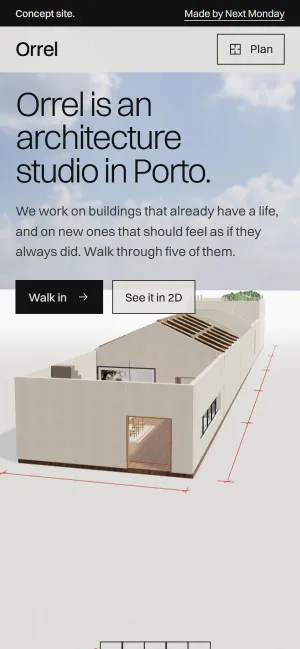 Concept site.
Made by Next Monday
Orrel
Plan
Orrel is an
architecture
studio in Porto.
We work on buildings that already have a life,
and on new ones that should feel as if they
always did. Walk through five of them.
Walk in →
See it in 2D